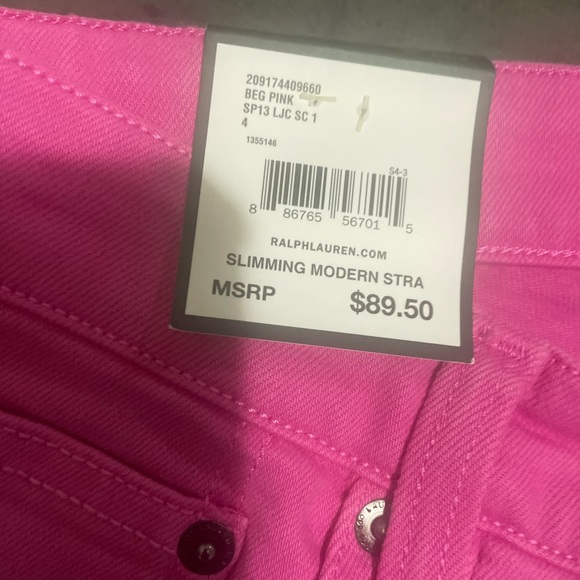 209174409660
BEG PINK
SP13 LJC SC 1
4
1355146
S4-3
8 86765 56701 5
RALPHLAUREN.COM
SLIMMING MODERN STRA
MSRP $89.50